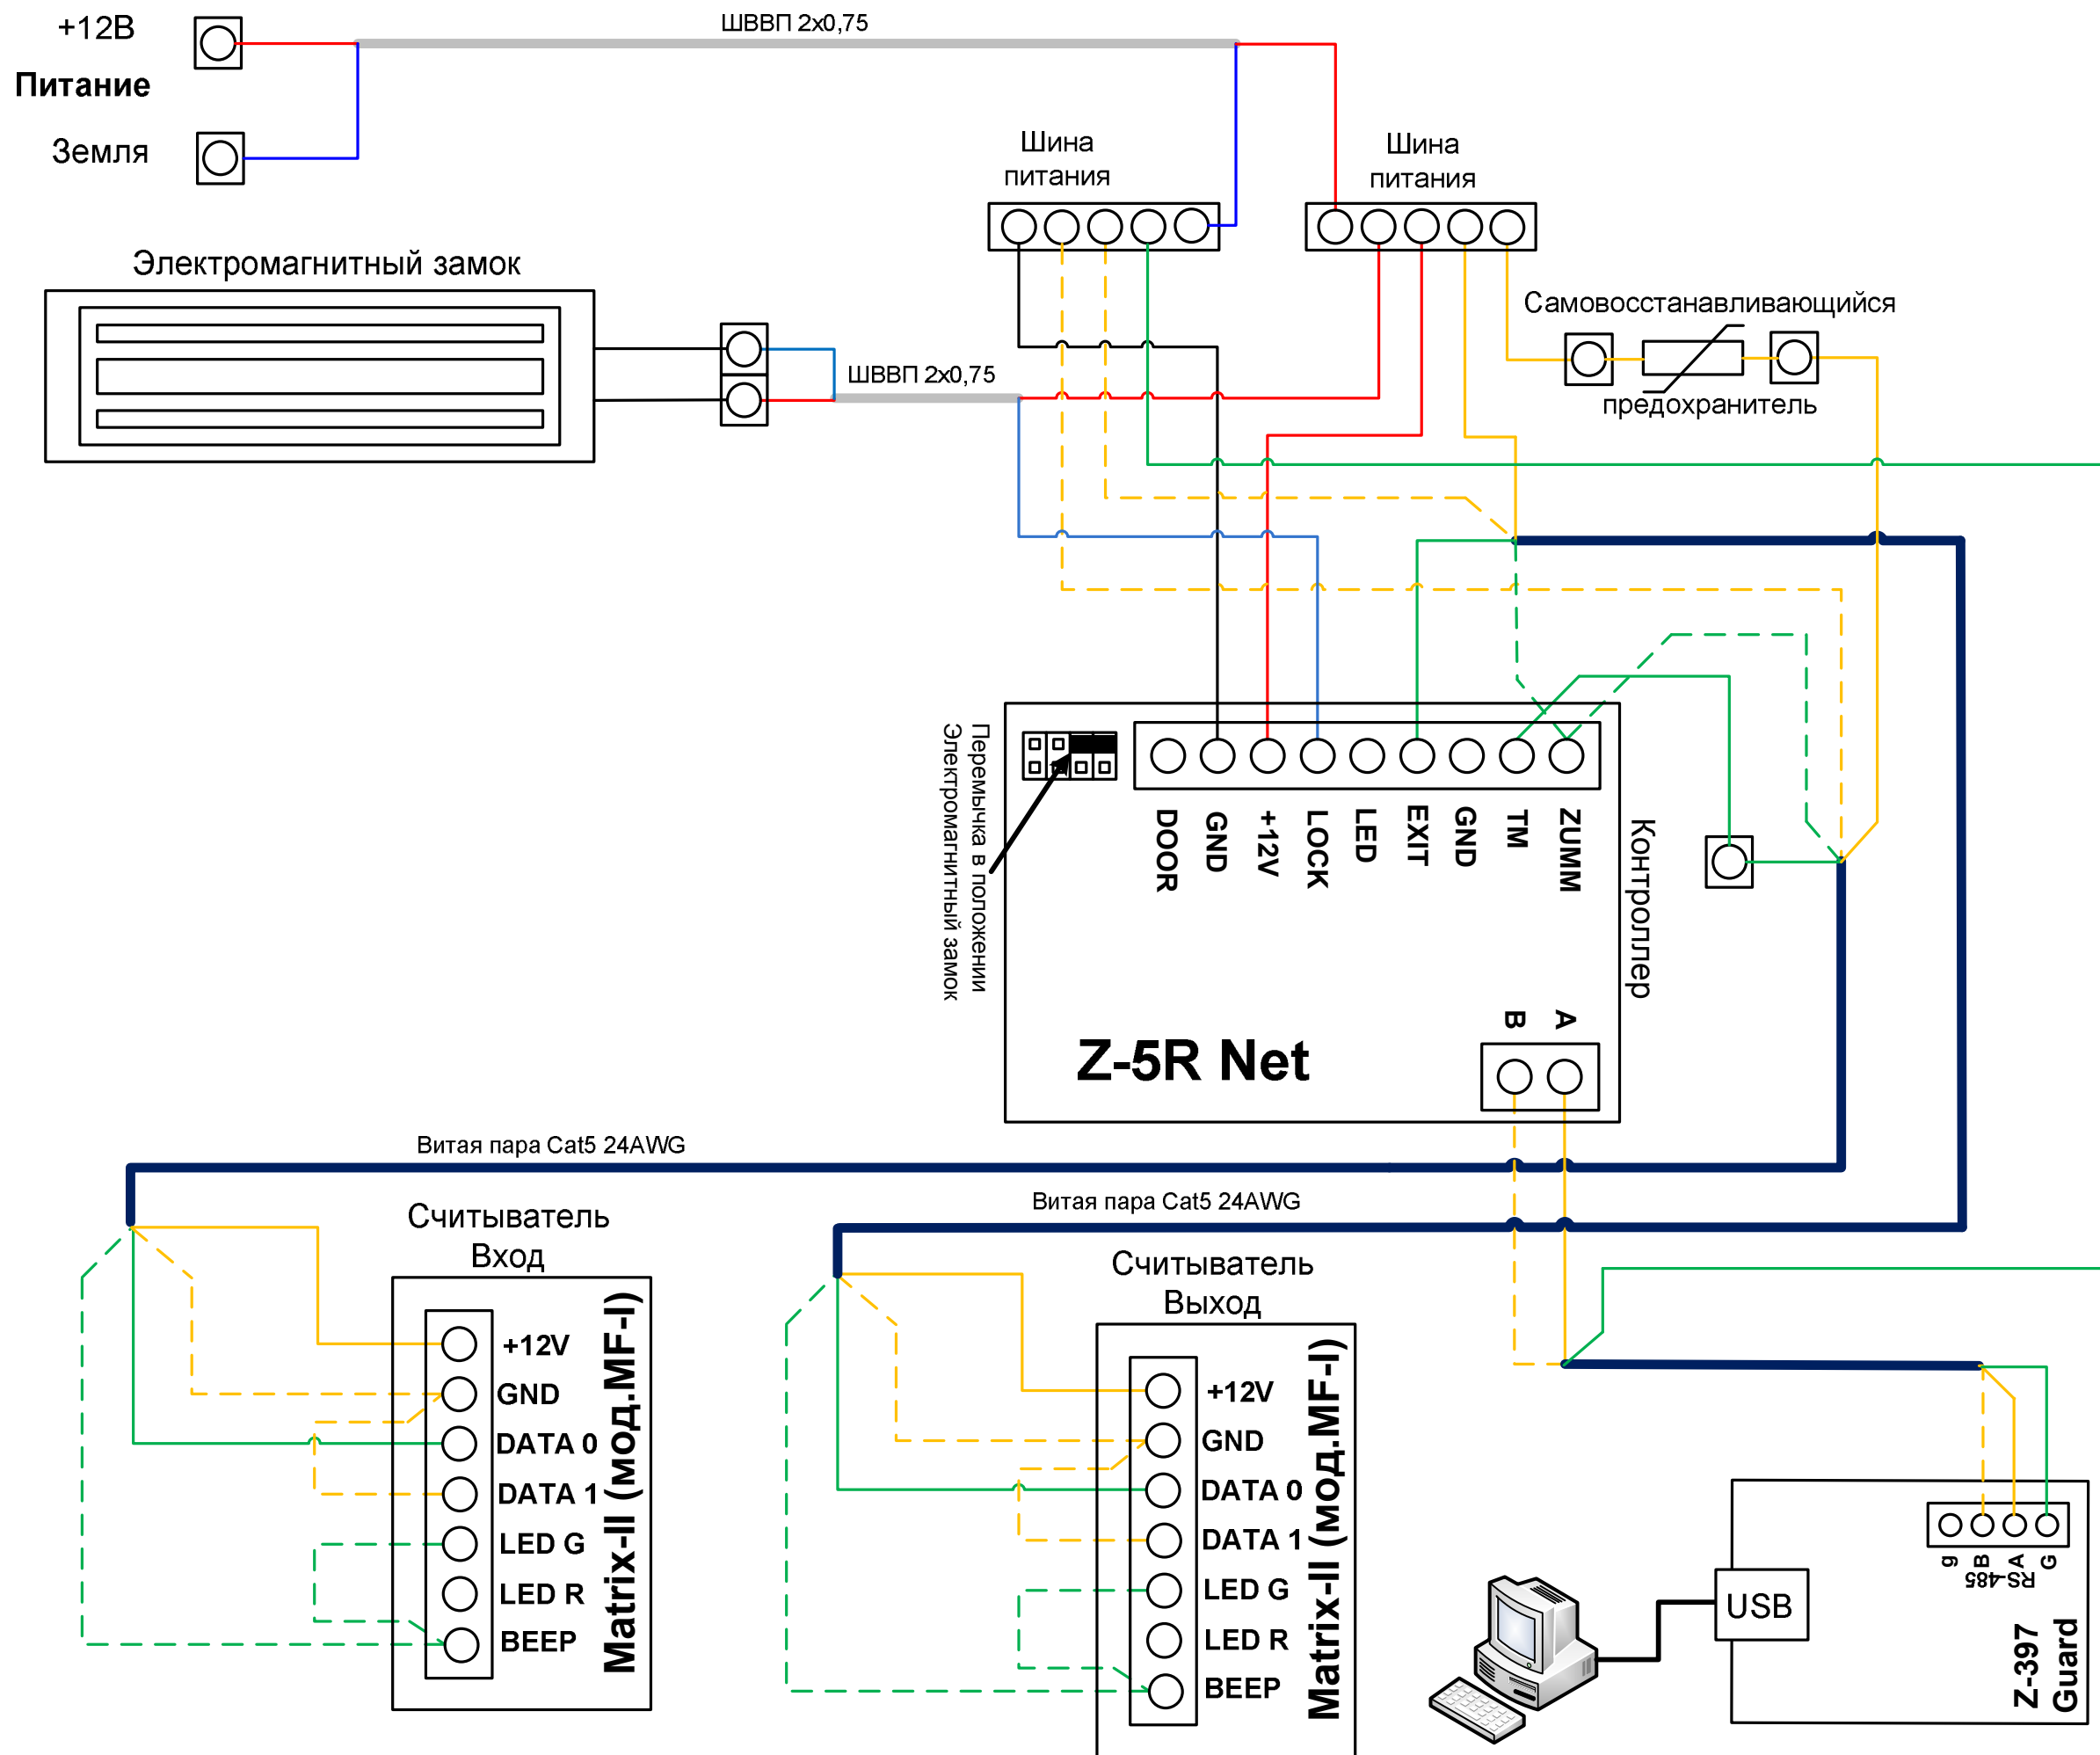 +12В
Питание
Земля
ШВВП 2х0,75
Шина
питания
Шина
питания
Электромагнитный замок
ШВВП 2х0,75
Самовосстанавливающийся
предохранитель
Перемычка в положении
Электромагнитный замок
DOOR
GND
+12V
LOCK
LED
EXIT
GND
TM
ZUMM
Контроллер
B
A
Z-5R Net
Витая пара Cat5 24AWG
Витая пара Cat5 24AWG
Считыватель
Вход
+12V
GND
DATA 0
DATA 1
LED G
LED R
BEEP
Matrix-II (мод.MF-I)
Считыватель
Выход
+12V
GND
DATA 0
DATA 1
LED G
LED R
BEEP
Matrix-II (мод.MF-I)
g
B
A
G
RS-485
USB
Z-397
Guard